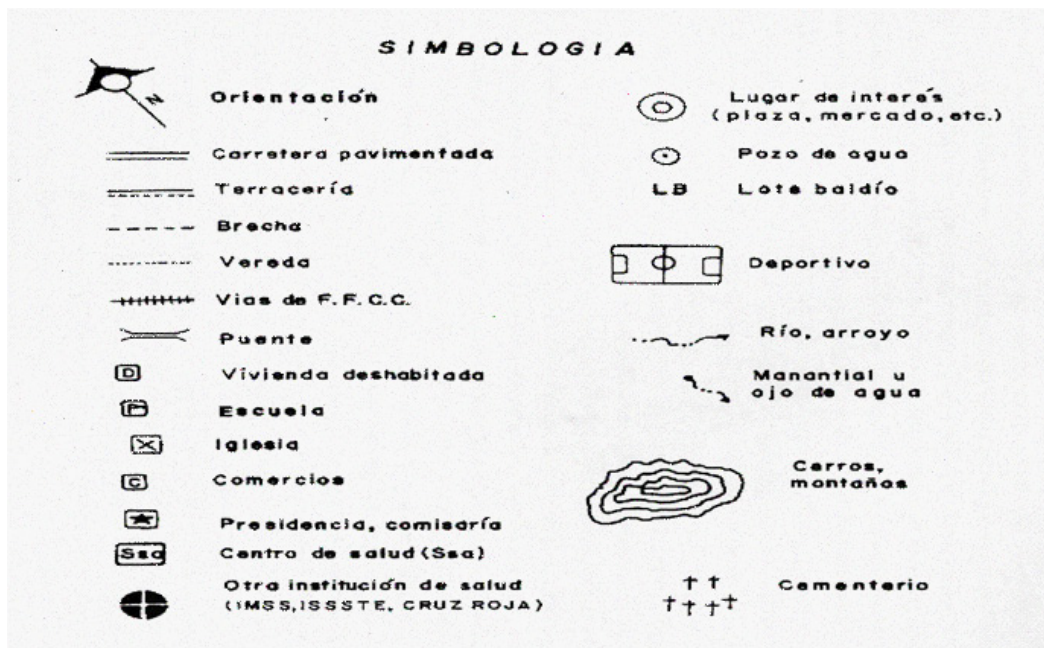 SIMBOLOGIA
N
Orientación
Carretera pavimentada
Terracería
Brecha
Vereda
Vias de F.F.C.C.
Puente
D
Vivienda deshabitada
Escuela
Iglesia
C
Comercios
Presidencia, comisaría
Ssa
Centro de salud (Ssa)
Otra institución de salud
(IMSS, ISSSTE, CRUZ ROJA)
Lugar de interés
(plaza, mercado, etc.)
Pozo de agua
LB Lote baldío
Deportivo
Río, arroyo
Manantial u
ojo de agua
Cerros,
montañas
Cementerio